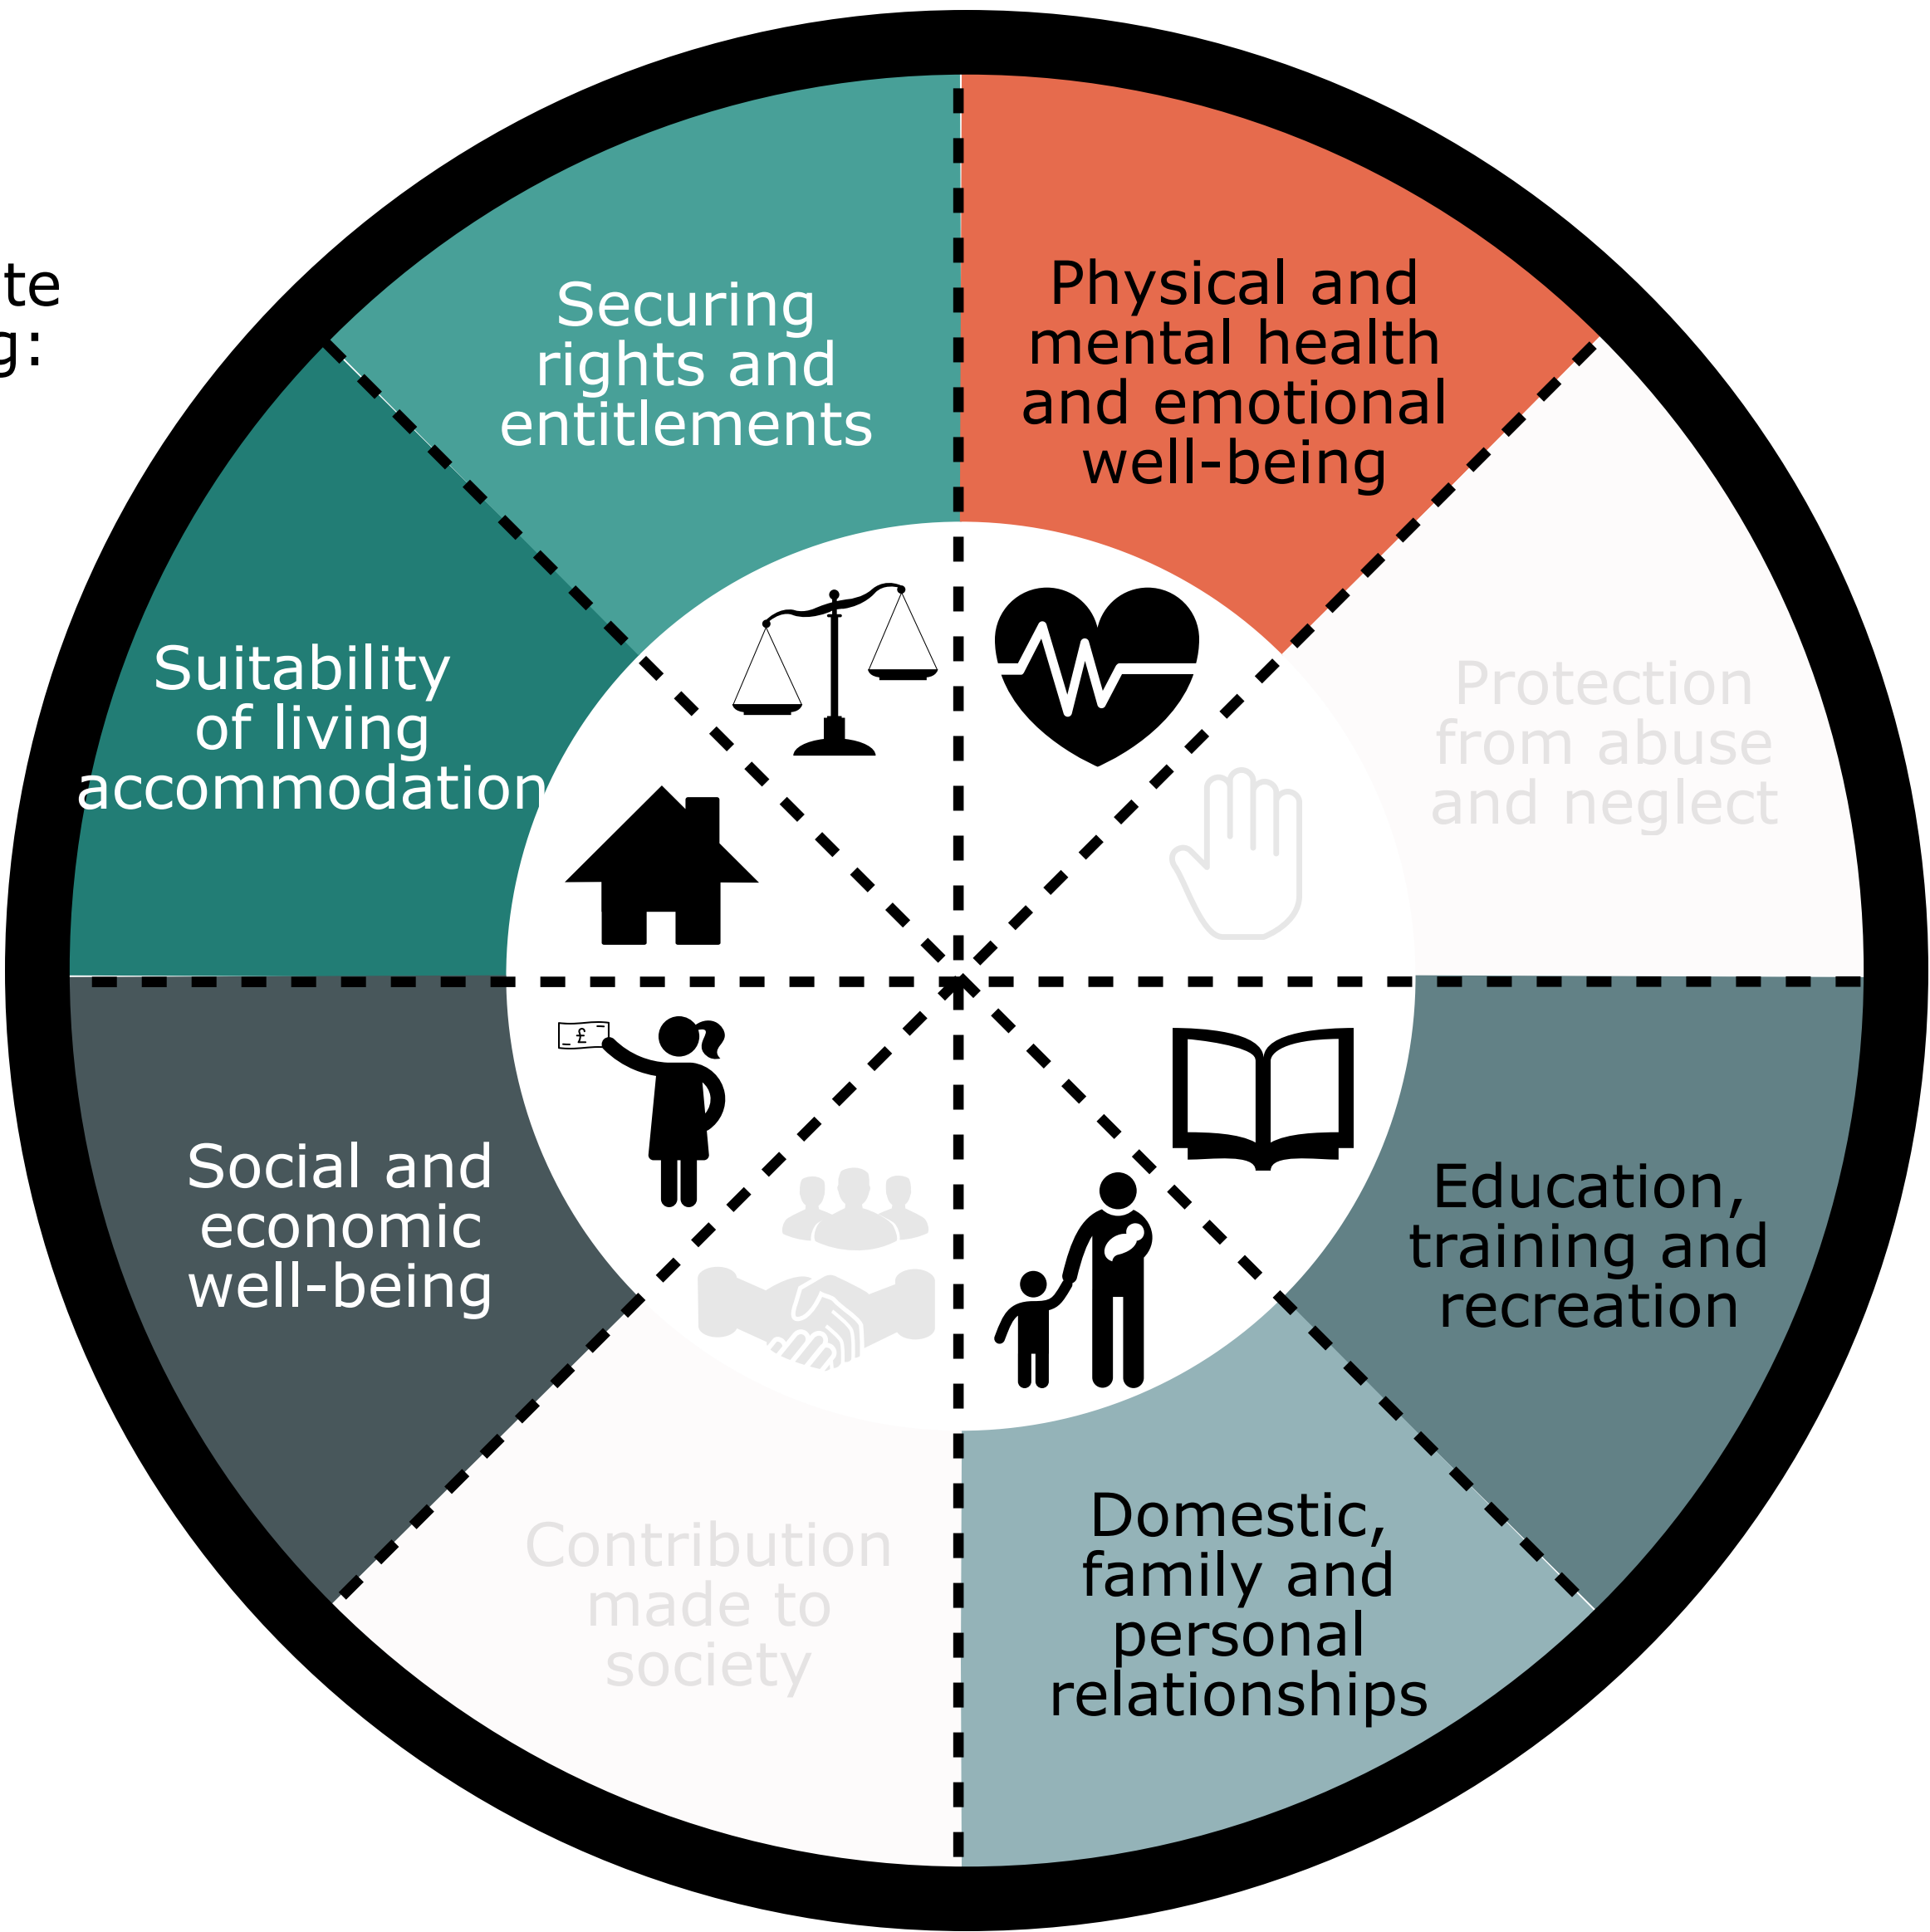 te
g:
Securing
rights and
entitlements
Physical and
mental health
and emotional
well-being
Suitability
of living
accommodation
Protection
from abuse
and neglect
£
Social and
economic
well-being
Education,
training and
recreation
Contribution
made to
society
Domestic,
family and
personal
relationships